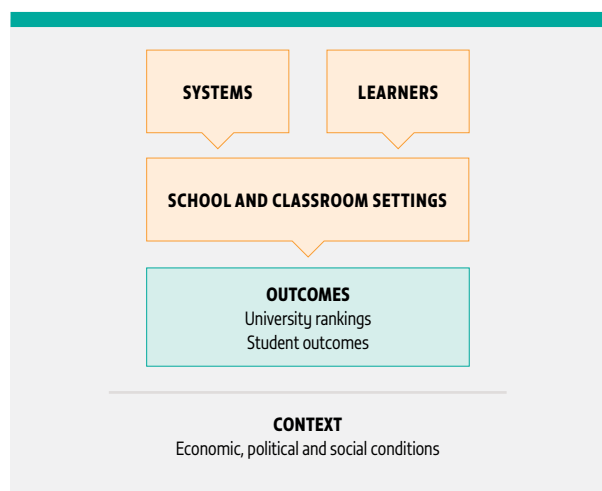 SYSTEMS
LEARNERS
SCHOOL AND CLASSROOM SETTINGS
OUTCOMES
University rankings
Student outcomes
CONTEXT
Economic, political and social conditions